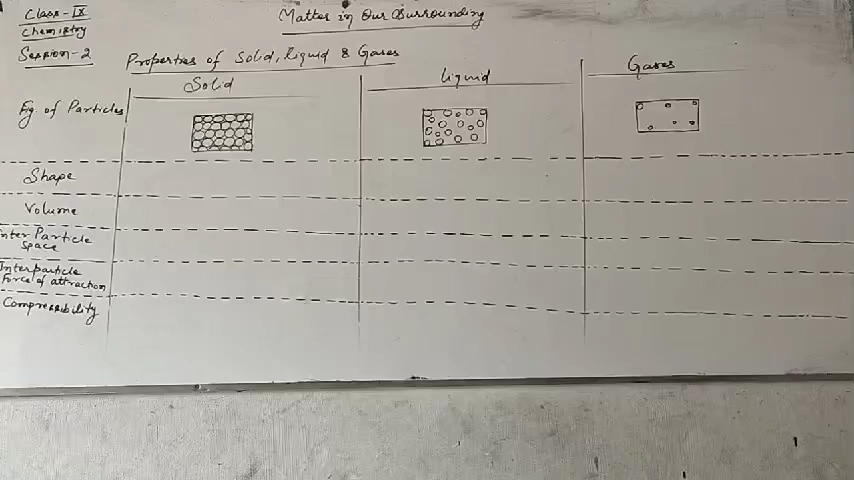 Class-IX
Chemistry
Session-2
Matter in Our Surrounding
Properties of Solid, liquid & Gases
Solid
liquid
Gases
Fig of Particles
Shape
Volume
Inter Particle
Space
Interparticle
Force of attraction
Compressibility